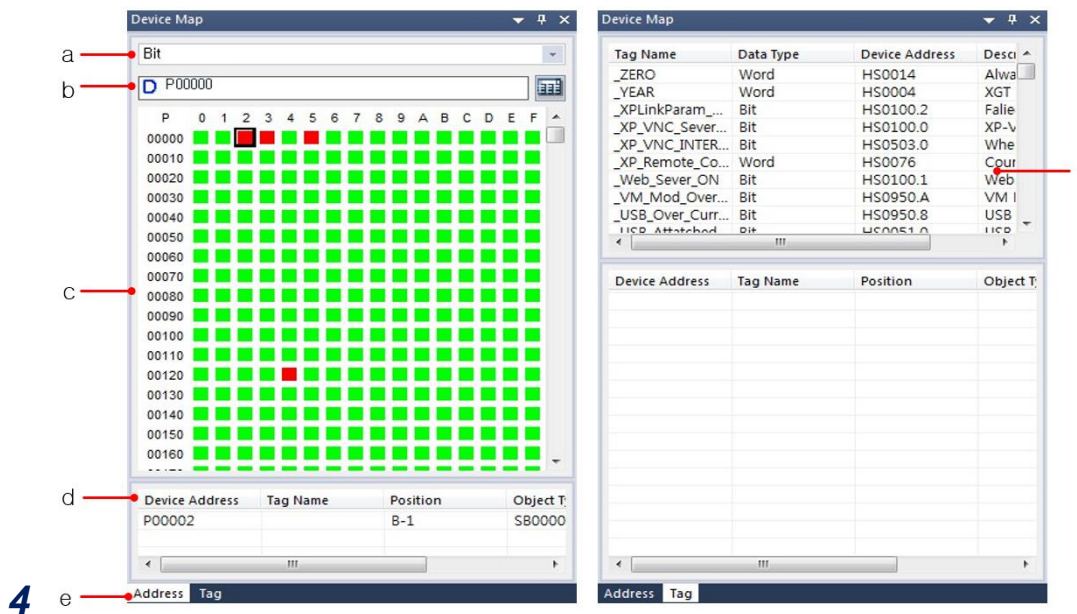 Device Map
a
Bit
b
D P00000
P 0 1 2 3 4 5 6 7 8 9 A B C D E F
00000
00010
00020
00030
00040
00050
00060
00070
c
00080
00090
00100
00110
00120
00130
00140
00150
00160
d
Device Address Tag Name Position Object T
P00002 B-1 SB0000
4
e
Address Tag
Device Map
Tag Name Data Type Device Address Descr
_ZERO Word HS0014 Alwa
_YEAR Word HS0004 XGT
_XPLinkParam_... Bit HS0100.2 Falie
_XP_VNC_Sever... Bit HS0100.0 XP-V
_XP_VNC_INTER... Bit HS0503.0 Whe
_XP_Remote_Co... Word HS0076 Cour
_Web_Sever_ON Bit HS0100.1 Web
_VM_Mod_Over... Bit HS0950.A VM
_USB_Over_Curr... Bit HS0950.8 USB
_USB_Attatched Bit HS0051.0 USB
Device Address Tag Name Position Object T
Address Tag